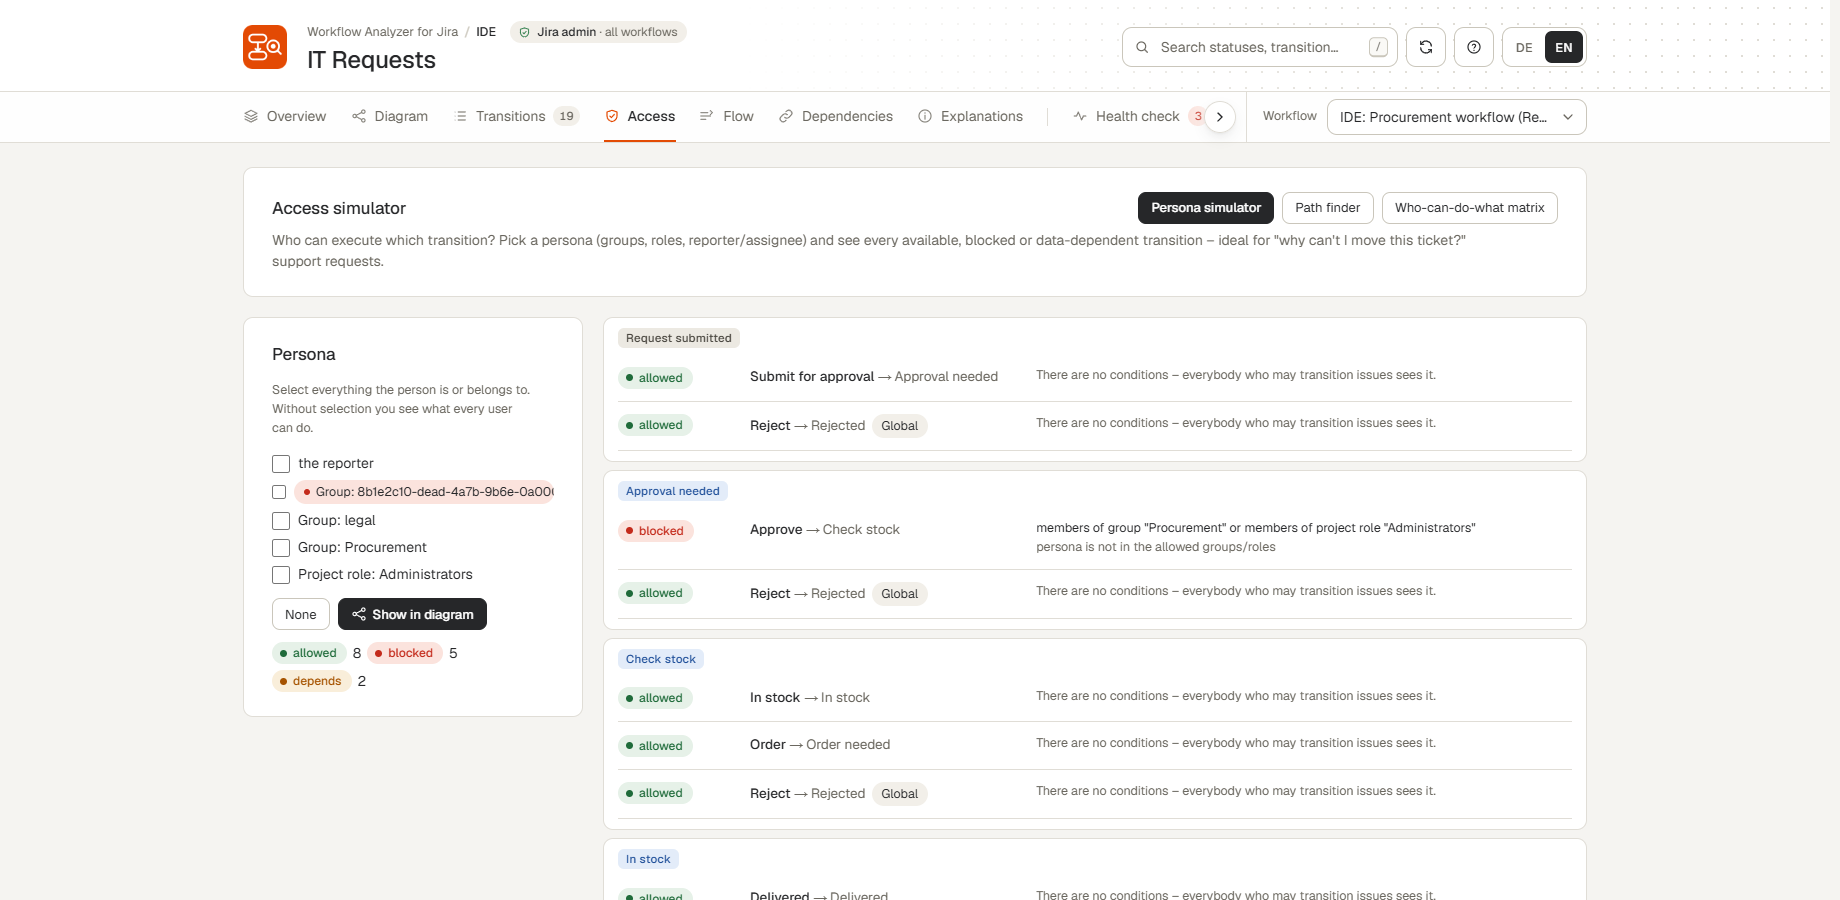 Workflow Analyzer for Jira / IDE Jira admin · all workflows
IT Requests
Search statuses, transition... /
DE EN
Overview Diagram Transitions 19 Access Flow Dependencies Explanations Health check 3
Workflow IDE: Procurement workflow (Re...
Access simulator
Persona simulator Path finder Who-can-do-what matrix
Who can execute which transition? Pick a persona (groups, roles, reporter/assignee) and see every available, blocked or data-dependent transition – ideal for "why can't I move this ticket?"
support requests.
Persona
Select everything the person is or belongs to.
Without selection you see what every user
can do.
the reporter
Group: 8b1e2c10-dead-4a7b-9b6e-0a00
Group: legal
Group: Procurement
Project role: Administrators
None Show in diagram
allowed 8 blocked 5
depends 2
Request submitted
allowed Submit for approval → Approval needed There are no conditions – everybody who may transition issues sees it.
allowed Reject → Rejected Global There are no conditions – everybody who may transition issues sees it.
Approval needed
blocked Approve → Check stock members of group "Procurement" or members of project role "Administrators"
persona is not in the allowed groups/roles
allowed Reject → Rejected Global There are no conditions – everybody who may transition issues sees it.
Check stock
allowed In stock → In stock There are no conditions – everybody who may transition issues sees it.
allowed Order → Order needed There are no conditions – everybody who may transition issues sees it.
allowed Reject → Rejected Global There are no conditions – everybody who may transition issues sees it.
In stock
allowed Delivered → Delivered There are no conditions – everybody who may transition issues sees it.